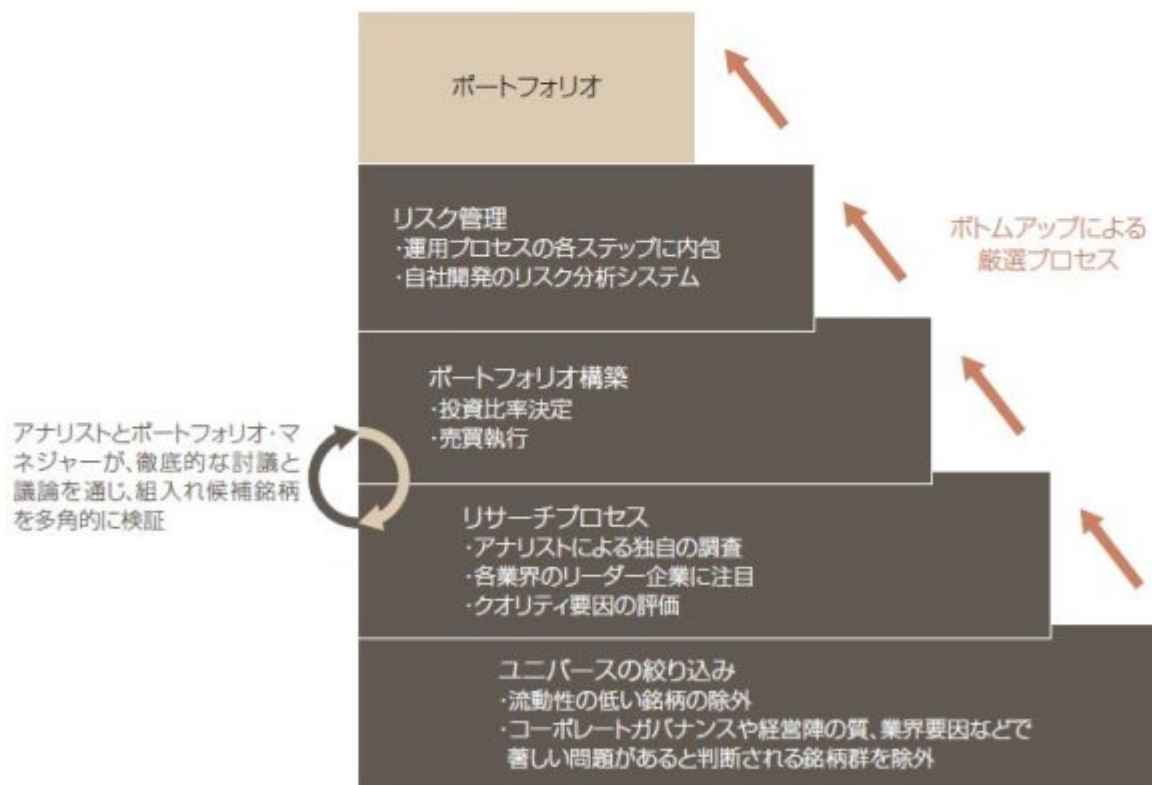 ポートフォリオ
リスク管理
・運用プロセスの各ステップに内包
・自社開発のリスク分析システム
ボトムアップによる
厳選プロセス
ポートフォリオ構築
・投資比率決定
・売買執行
アナリストとポートフォリオ・マ
ネジャーが、徹底的な討議と
議論を通じ、組入れ候補銘柄
を多角的に検証
リサーチプロセス
・アナリストによる独自の調査
・各業界のリーダー企業に注目
・クオリティ要因の評価
ユニバースの絞り込み
・流動性の低い銘柄の除外
・コーポレートガバナンスや経営陣の質、業界要因などで
著しい問題があると判断される銘柄群を除外